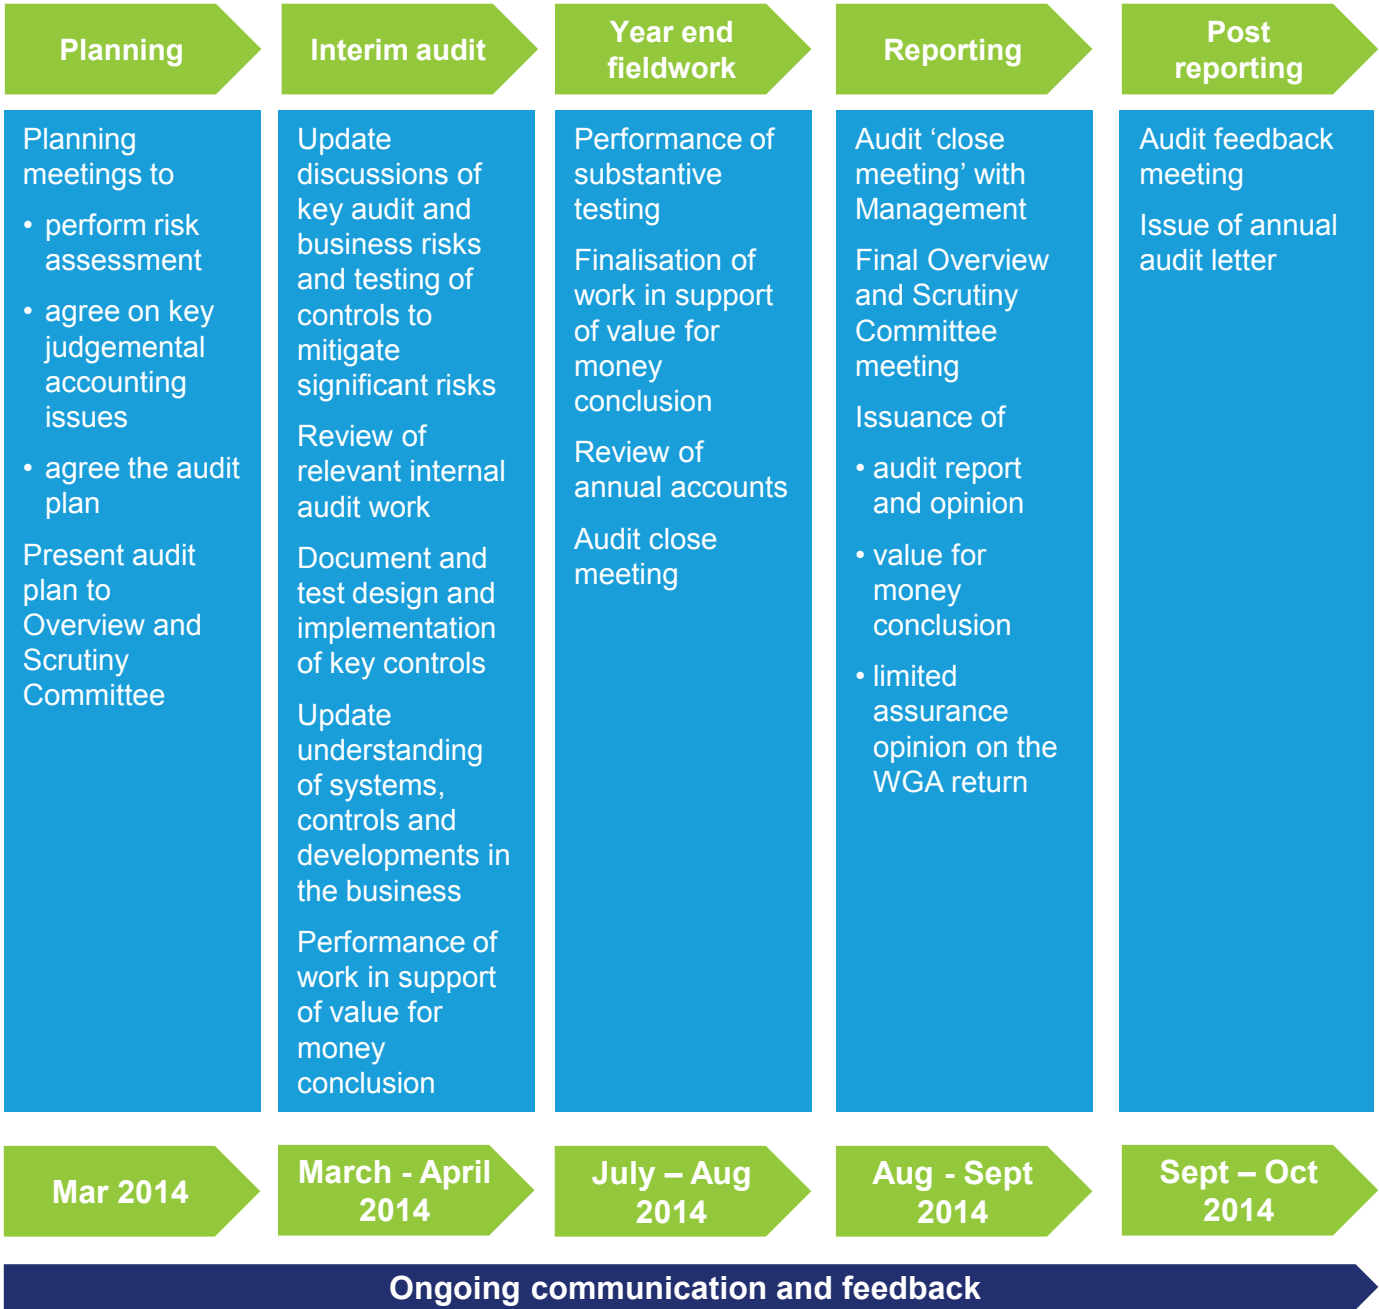 Planning
Interim audit
Year end
fieldwork
Reporting
Post
reporting
Planning
meetings to
• perform risk
assessment
• agree on key
judgemental
accounting
issues
• agree the audit
plan
Present audit
plan to
Overview and
Scrutiny
Committee
Update
discussions of
key audit and
business risks
and testing of
controls to
mitigate
significant risks
Review of
relevant internal
audit work
Document and
test design and
implementation
of key controls
Update
understanding
of systems,
controls and
developments in
the business
Performance of
work in support
of value for
money
conclusion
Performance of
substantive
testing
Finalisation of
work in support
of value for
money
conclusion
Review of
annual accounts
Audit close
meeting
Audit ‘close
meeting’ with
Management
Final Overview
and Scrutiny
Committee
meeting
Issuance of
• audit report
and opinion
• value for
money
conclusion
• limited
assurance
opinion on the
WGA return
Audit feedback
meeting
Issue of annual
audit letter
Mar 2014
March - April
2014
July – Aug
2014
Aug - Sept
2014
Sept – Oct
2014
Ongoing communication and feedback